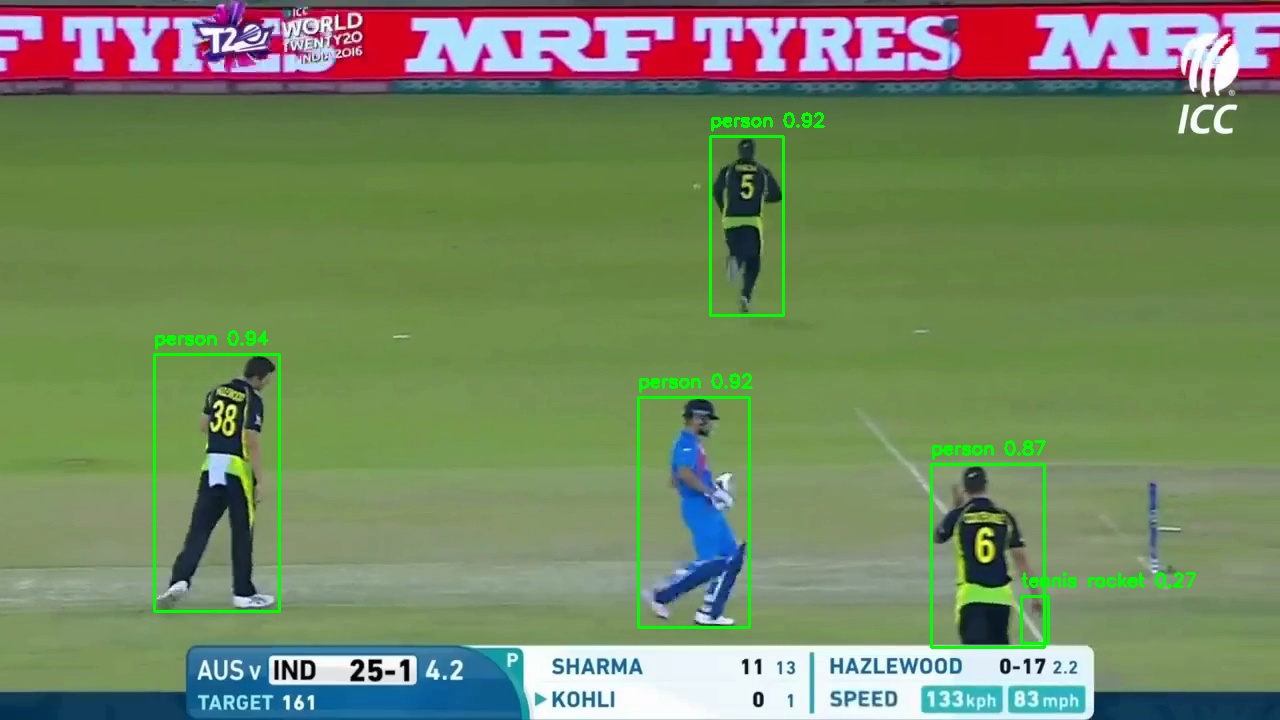 F TYRES
MRF TYRES
MRF
T20
ICC
WORLD
TWENTY20
INDIA 2016
ICC
person 0.92
5
person 0.94
HAZLEWOOD
38
person 0.92
person 0.87
6
tennis racket 0.27
AUS v IND 25-1 4.2 P
TARGET 161
SHARMA 11 13
KOHLI 0 1
HAZLEWOOD 0-17 2.2
SPEED 133kph 83mph